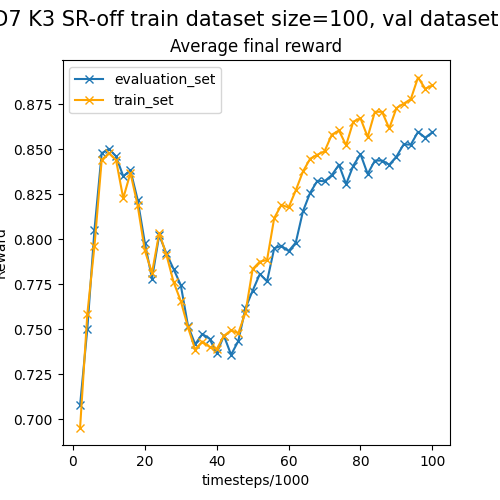 D7 K3 SR-off train dataset size=100, val dataset
Average final reward
evaluation_set
train_set
0.875
0.850
0.825
0.800
0.775
0.750
0.725
0.700
reward
0 20 40 60 80 100
timesteps/1000